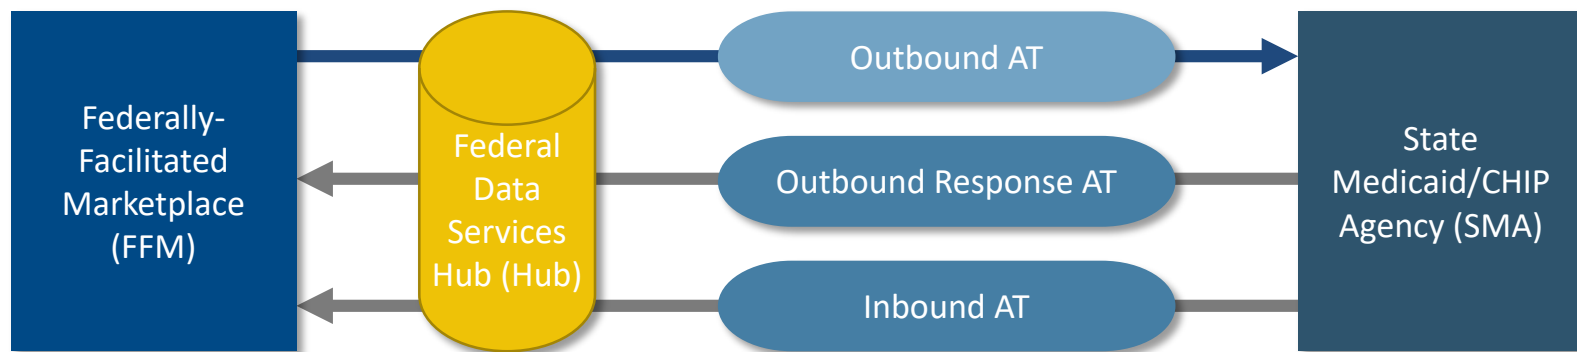 Federally-
Facilitated
Marketplace
(FFM)
Federal
Data
Services
Hub (Hub)
Outbound AT
Outbound Response AT
Inbound AT
State
Medicaid/CHIP
Agency (SMA)